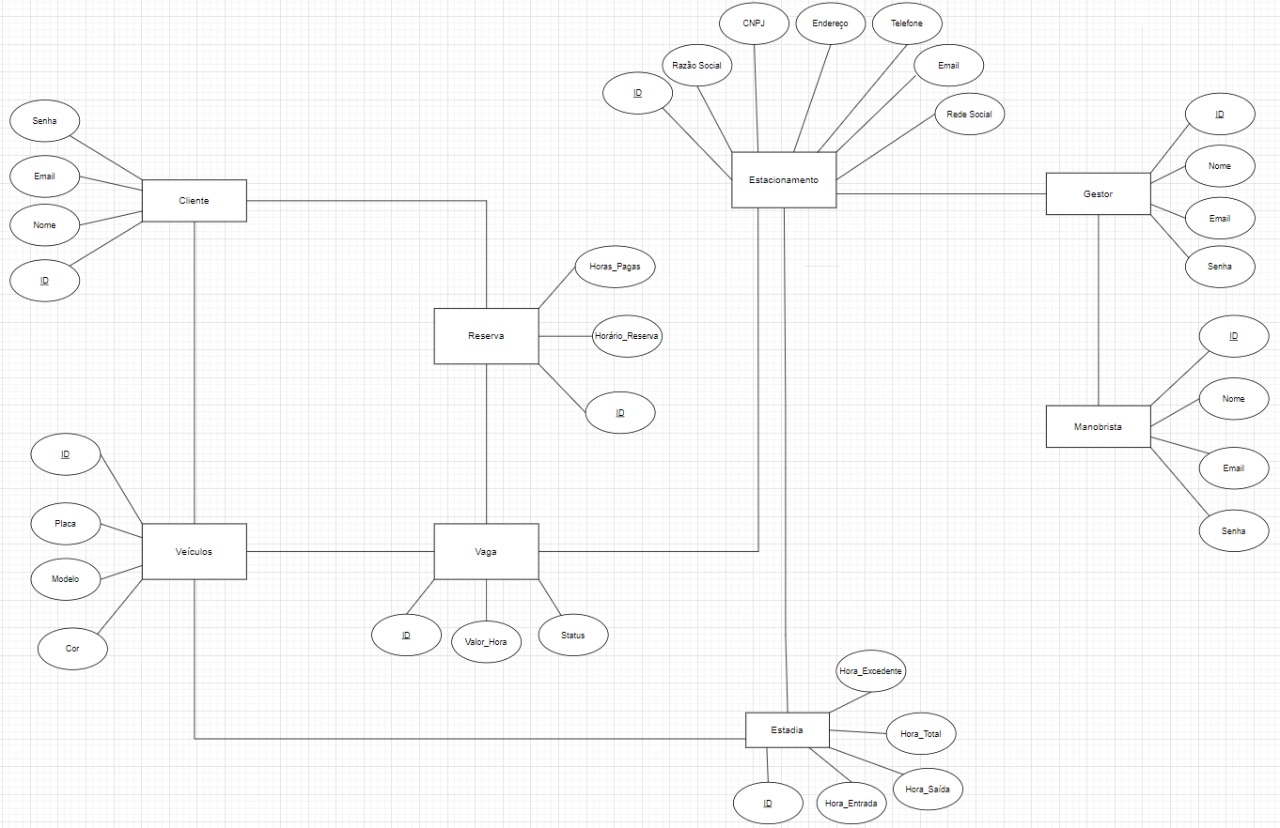 CNPJ
Endereço
Telefone
Razão Social
Email
ID
Rede Social
Senha
ID
Email
Nome
Cliente
Estacionamento
Gestor
Nome
Email
ID
Senha
Horas_Pagas
Reserva
Horário_Reserva
ID
ID
Nome
Manobrista
Email
Senha
ID
Placa
Veículos
Vaga
Modelo
Cor
ID
Valor_Hora
Status
Hora_Excedente
Estadia
Hora_Total
Hora_Saída
ID
Hora_Entrada